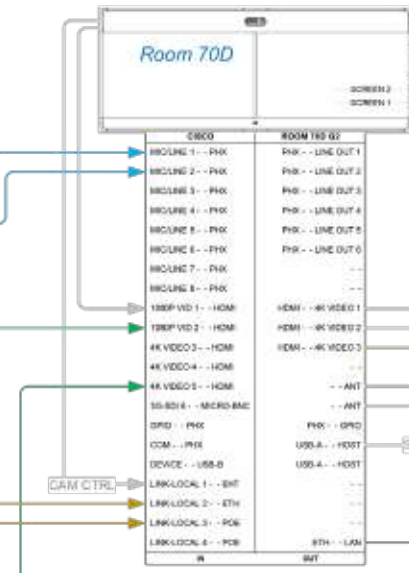 Room 70D
SCREEN 2
SCREEN 1
CISCO ROOM 70D G2
MIC/LINE 1 - - PHX PHX - - LINE OUT 1
MIC/LINE 2 - - PHX PHX - - LINE OUT 2
MIC/LINE 3 - - PHX PHX - - LINE OUT 3
MIC/LINE 4 - - PHX PHX - - LINE OUT 4
MIC/LINE 5 - - PHX PHX - - LINE OUT 5
MIC/LINE 6 - - PHX PHX - - LINE OUT 6
MIC/LINE 7 - - PHX - -
MIC/LINE 8 - - PHX - -
1080P VID 1 - - HDMI HDMI - - 4K VIDEO 1
1080P VID 2 - - HDMI HDMI - - 4K VIDEO 2
4K VIDEO 3 - - HDMI HDMI - - 4K VIDEO 3
4K VIDEO 4 - - HDMI - -
4K VIDEO 5 - - HDMI - - ANT
3G-SDI 6 - - MICRO-BNC - - ANT
GPIO - - PHX PHX - - GPIO
COM - - PHX USB-A - - HOST
DEVICE - - USB-B USB-A - - HOST
CAM CTRL LINK-LOCAL 1 - - ENT - -
LINK-LOCAL 2 - - ETH - -
LINK-LOCAL 3 - - POE - -
LINK-LOCAL 4 - - POE ETH - - LAN
IN OUT